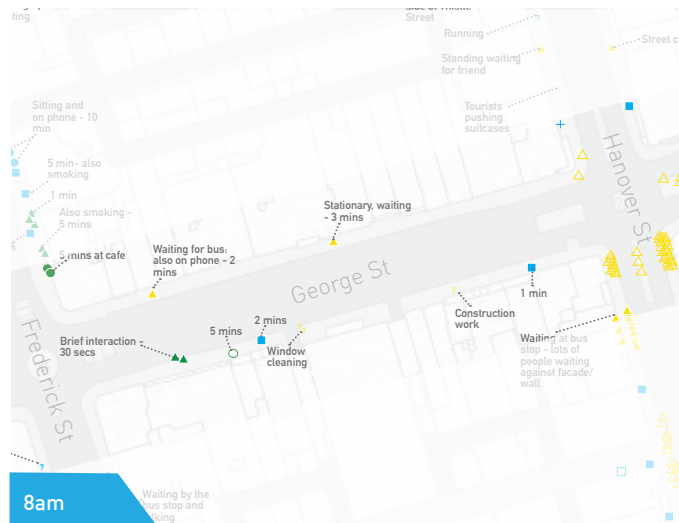 Side of Thistle
Street
Running
Standing waiting
for friend
Street c
Tourists
pushing
suitcases
Sitting and
on phone - 10
min
5 min- also
smoking
1 min
Also smoking -
5 mins
5 mins at cafe
Waiting for bus:
also on phone - 2
mins
Stationary, waiting
- 3 mins
Hanover St
George St
1 min
Construction
work
Brief interaction -
30 secs
5 mins
2 mins
Window
cleaning
Waiting at bus
stop - lots of
people waiting
against facade/
wall
Frederick St
8am
Waiting by the
bus stop and